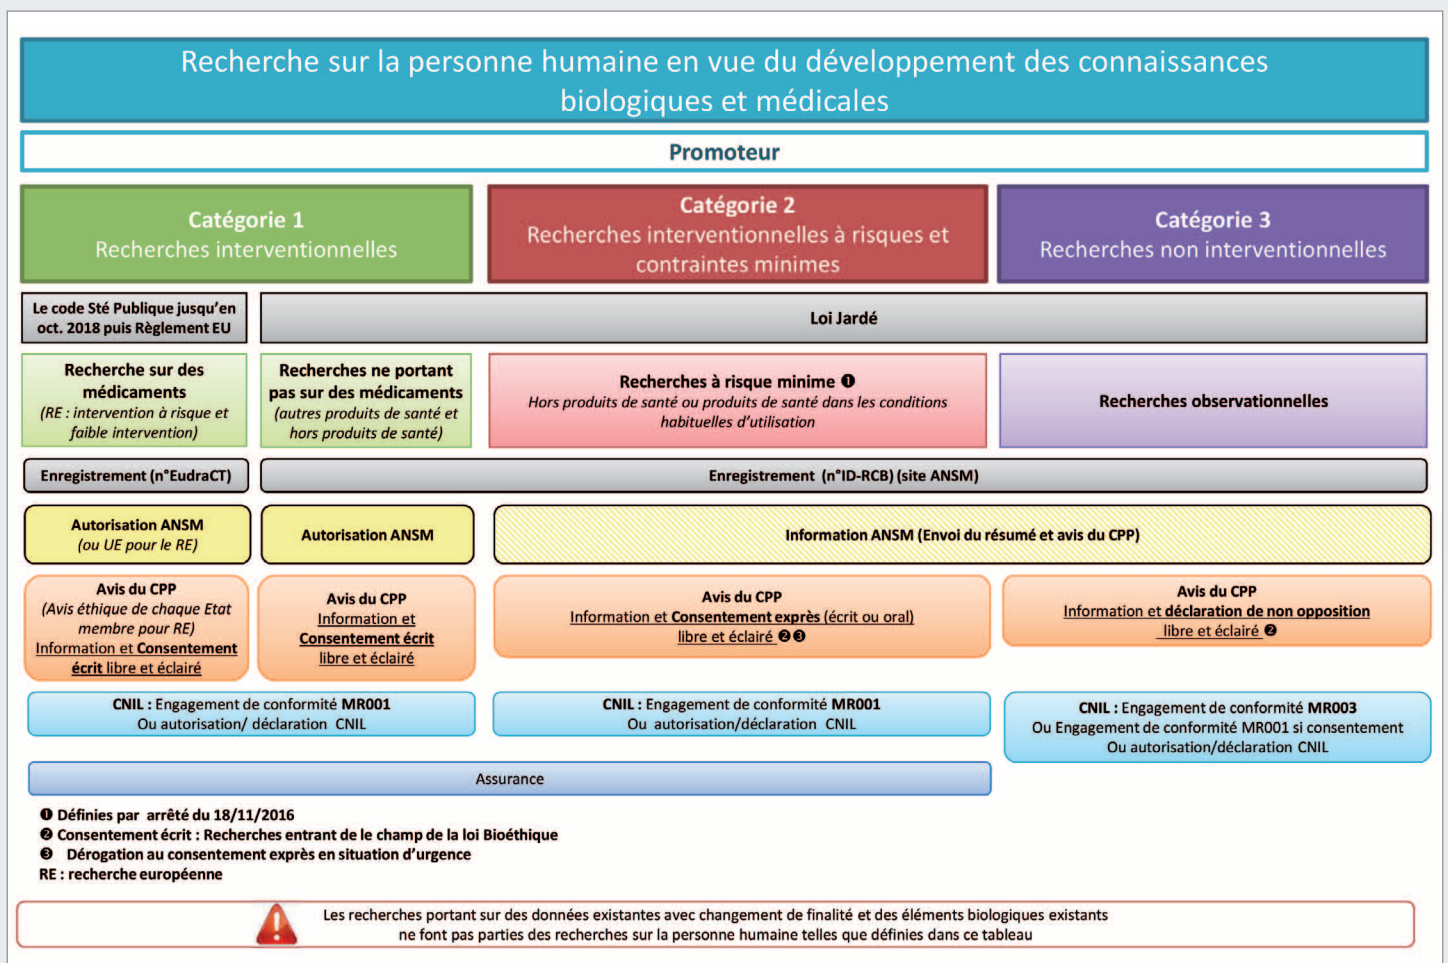 Recherche sur la personne humaine en vue du développement des connaissances
biologiques et médicales
Promoteur
Catégorie 1
Recherches interventionnelles
Catégorie 2
Recherches interventionnelles à risques et
contraintes minimes
Catégorie 3
Recherches non interventionnelles
Le code Sté Publique jusqu'en
oct. 2018 puis Règlement EU
Loi Jardé
Recherche sur des
médicaments
(RE : intervention à risque et
faible intervention)
Recherches ne portant
pas sur des médicaments
(autres produits de santé et
hors produits de santé)
Recherches à risque minime ❶
Hors produits de santé ou produits de santé dans les conditions
habituelles d'utilisation
Recherches observationnelles
Enregistrement (n°EudraCT)
Enregistrement (n°ID-RCB) (site ANSM)
Autorisation ANSM
(ou UE pour le RE)
Autorisation ANSM
Information ANSM (Envoi du résumé et avis du CPP)
Avis du CPP
(Avis éthique de chaque Etat
membre pour RE)
Information et Consentement
écrit libre et éclairé
Avis du CPP
Information et
Consentement écrit
libre et éclairé
Avis du CPP
Information et Consentement exprès (écrit ou oral)
libre et éclairé ❷❸
Avis du CPP
Information et déclaration de non opposition
libre et éclairé ❷
CNIL : Engagement de conformité MR001
Ou autorisation/ déclaration CNIL
CNIL : Engagement de conformité MR001
Ou autorisation/déclaration CNIL
CNIL : Engagement de conformité MR003
Ou Engagement de conformité MR001 si consentement
Ou autorisation/déclaration CNIL
Assurance
❶ Définies par arrêté du 18/11/2016
❷ Consentement écrit : Recherches entrant de le champ de la loi Bioéthique
❸ Dérogation au consentement exprès en situation d'urgence
RE : recherche européenne
Les recherches portant sur des données existantes avec changement de finalité et des éléments biologiques existants
ne font pas parties des recherches sur la personne humaine telles que définies dans ce tableau